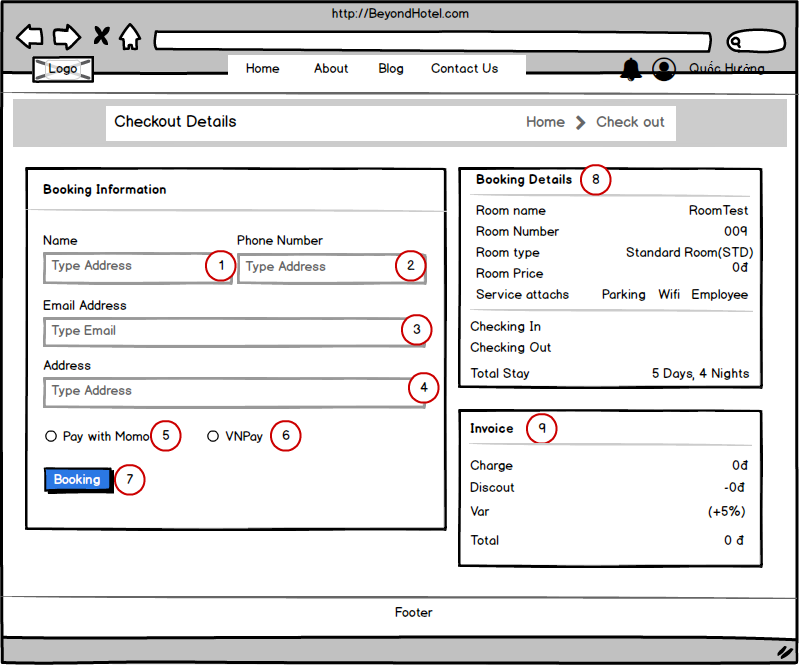 http://BeyondHotel.com
Logo Home About Blog Contact Us Quốc Hưởng
Checkout Details Home Check out
Booking Information
Name Phone Number
Type Address 1 Type Address 2
Email Address
Type Email 3
Address
Type Address 4
Pay with Momo 5 VNPay 6
Booking 7
Booking Details 8
Room name RoomTest
Room Number 009
Room type Standard Room(STD)
Room Price 0đ
Service attachs Parking Wifi Employee
Checking In
Checking Out
Total Stay 5 Days, 4 Nights
Invoice 9
Charge 0đ
Discout -0đ
Var (+5%)
Total 0 đ
Footer